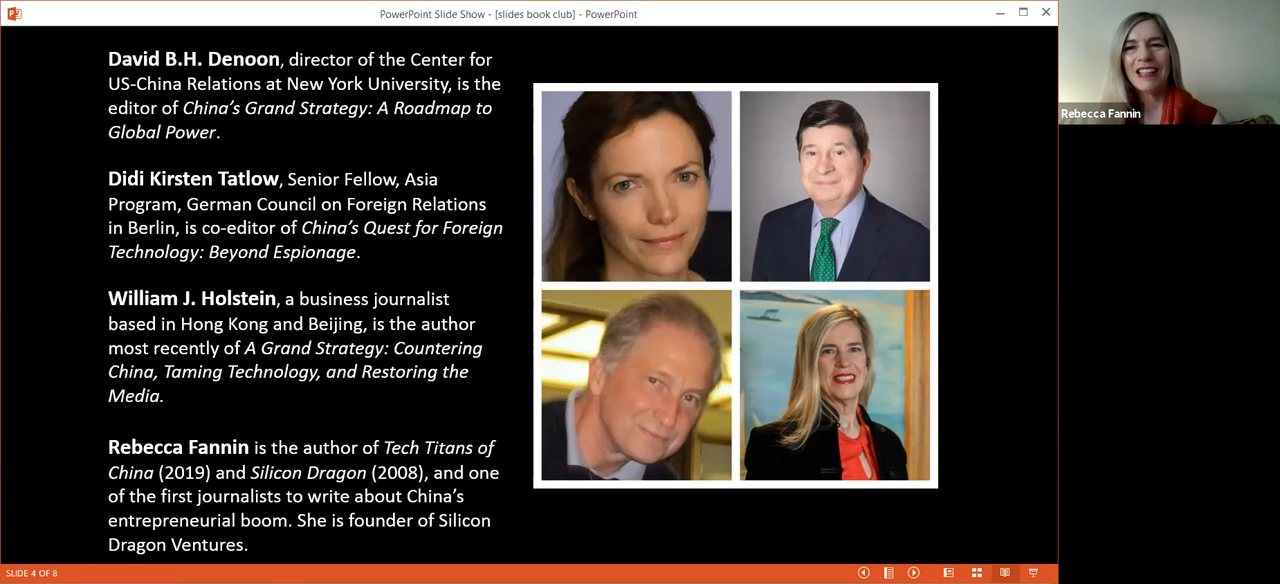 PowerPoint Slide Show - [slides book club] - PowerPoint
David B.H. Denoon, director of the Center for
US-China Relations at New York University, is the
editor of China’s Grand Strategy: A Roadmap to
Global Power.
Didi Kirsten Tatlow, Senior Fellow, Asia
Program, German Council on Foreign Relations
in Berlin, is co-editor of China’s Quest for Foreign
Technology: Beyond Espionage.
William J. Holstein, a business journalist
based in Hong Kong and Beijing, is the author
most recently of A Grand Strategy: Countering
China, Taming Technology, and Restoring the
Media.
Rebecca Fannin is the author of Tech Titans of
China (2019) and Silicon Dragon (2008), and one
of the first journalists to write about China’s
entrepreneurial boom. She is founder of Silicon
Dragon Ventures.
Rebecca Fannin
SLIDE 4 OF 8